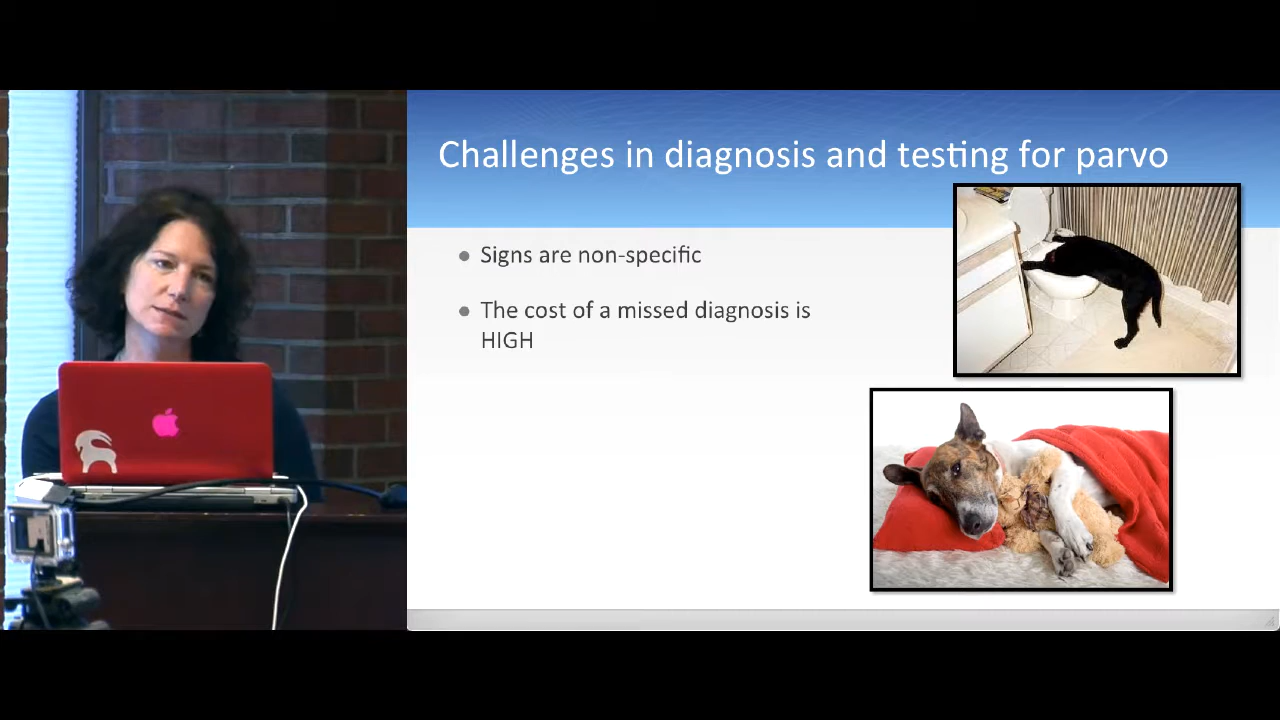 Challenges in diagnosis and testing for parvo
Signs are non-specific
The cost of a missed diagnosis is
HIGH